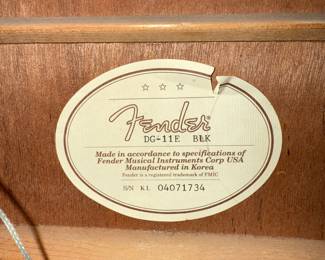 Fender
DG-11E BLK
Made in accordance to specifications of
Fender Musical Instruments Corp USA
Manufactured in Korea
Fender is a registered trademark of FMIC
S/N KL 04071734